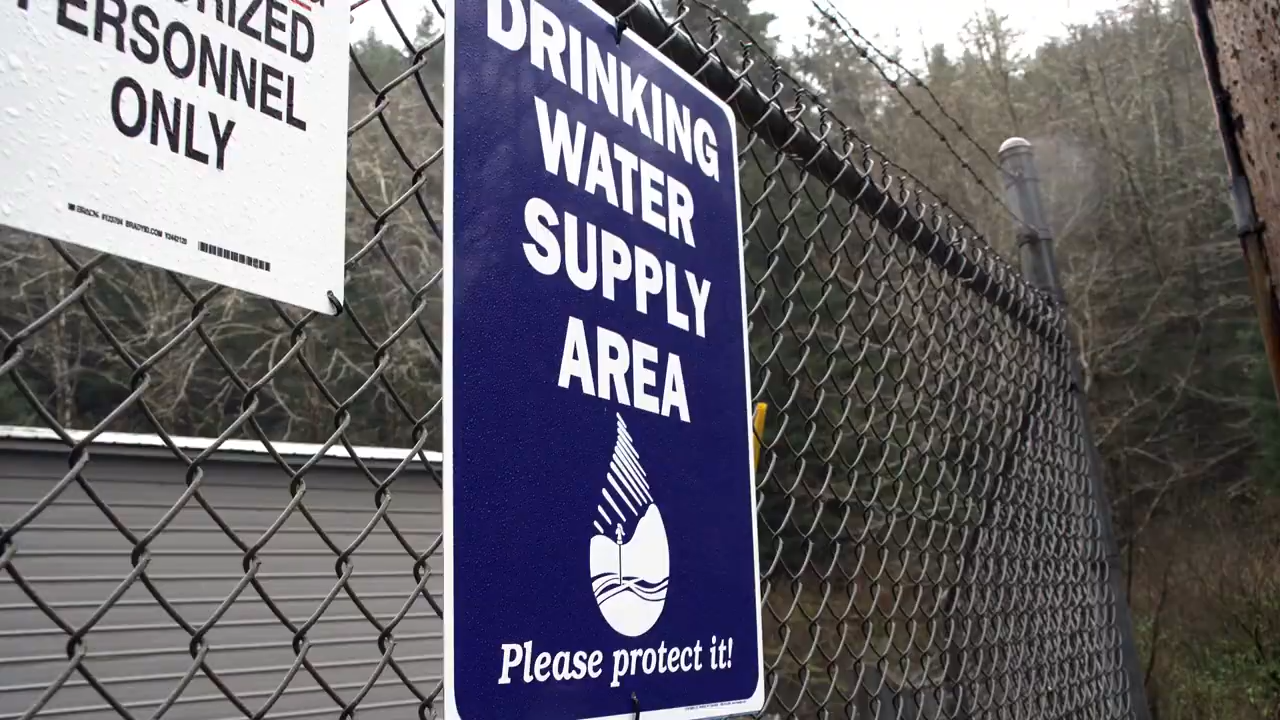 PERSONNEL
ONLY
DRINKING
WATER
SUPPLY
AREA
Please protect it!